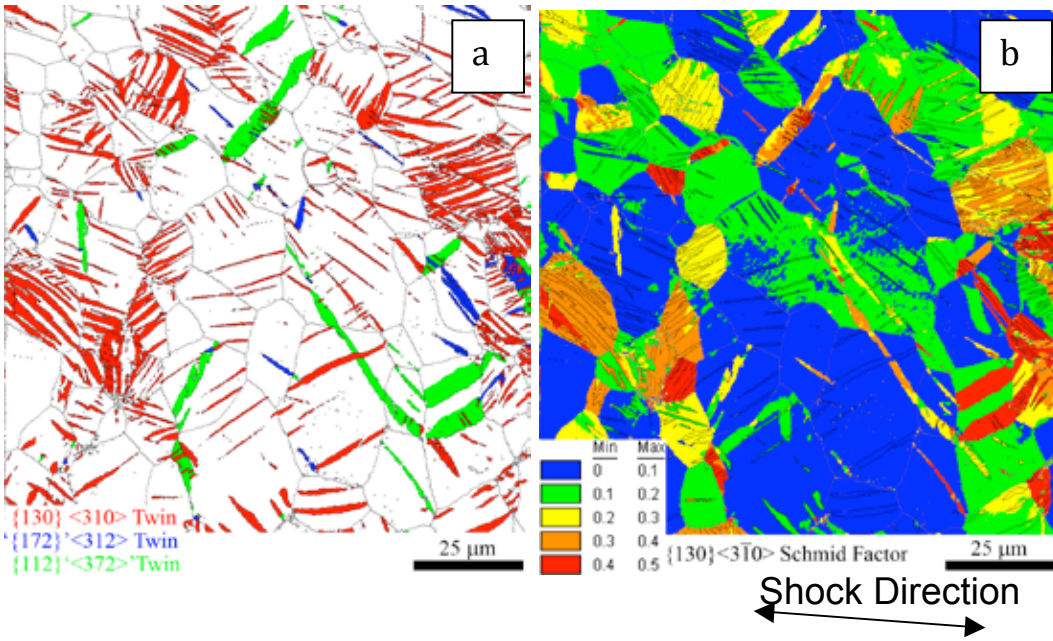 a
b
{130} <310> Twin
{172}‘<312> Twin
{112}‘<372>’Twin
25 μm
Min Max
0 0.1
0.1 0.2
0.2 0.3
0.3 0.4
0.4 0.5
{130}<31̅0> Schmid Factor
25 μm
Shock Direction